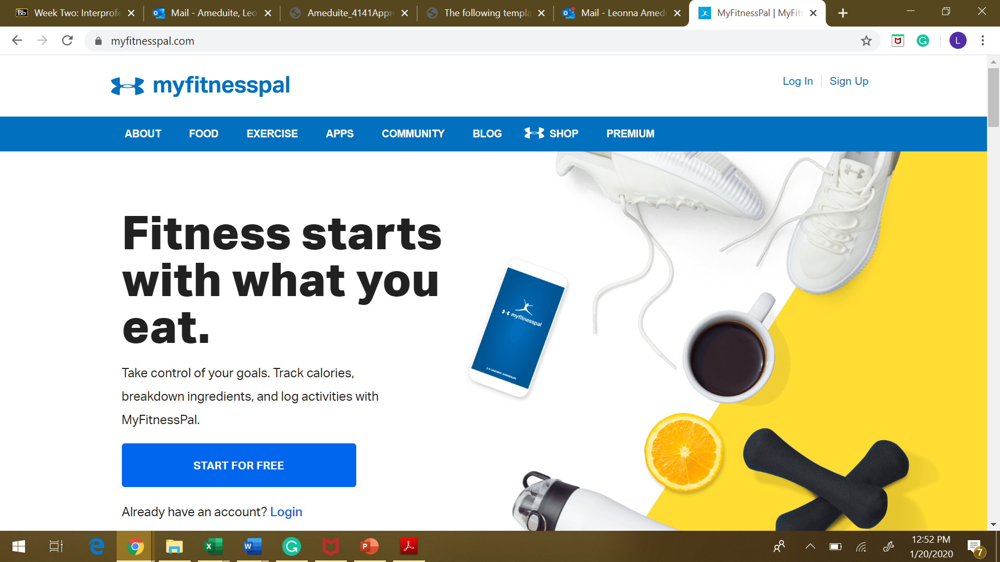 Bb Week Two: Interprofe
Mail - Ameduite, Leo
Ameduite_4141Appr
The following templa
Mail - Leonna Amedu
MyFitnessPal | MyFitn
myfitnesspal.com
L
myfitnesspal
Log In
Sign Up
ABOUT
FOOD
EXERCISE
APPS
COMMUNITY
BLOG
SHOP
PREMIUM
Fitness starts
with what you
eat.
myfitnesspal
UNDER ARMOUR
Take control of your goals. Track calories,
breakdown ingredients, and log activities with
MyFitnessPal.
START FOR FREE
Already have an account? Login
12:52 PM
1/20/2020
7